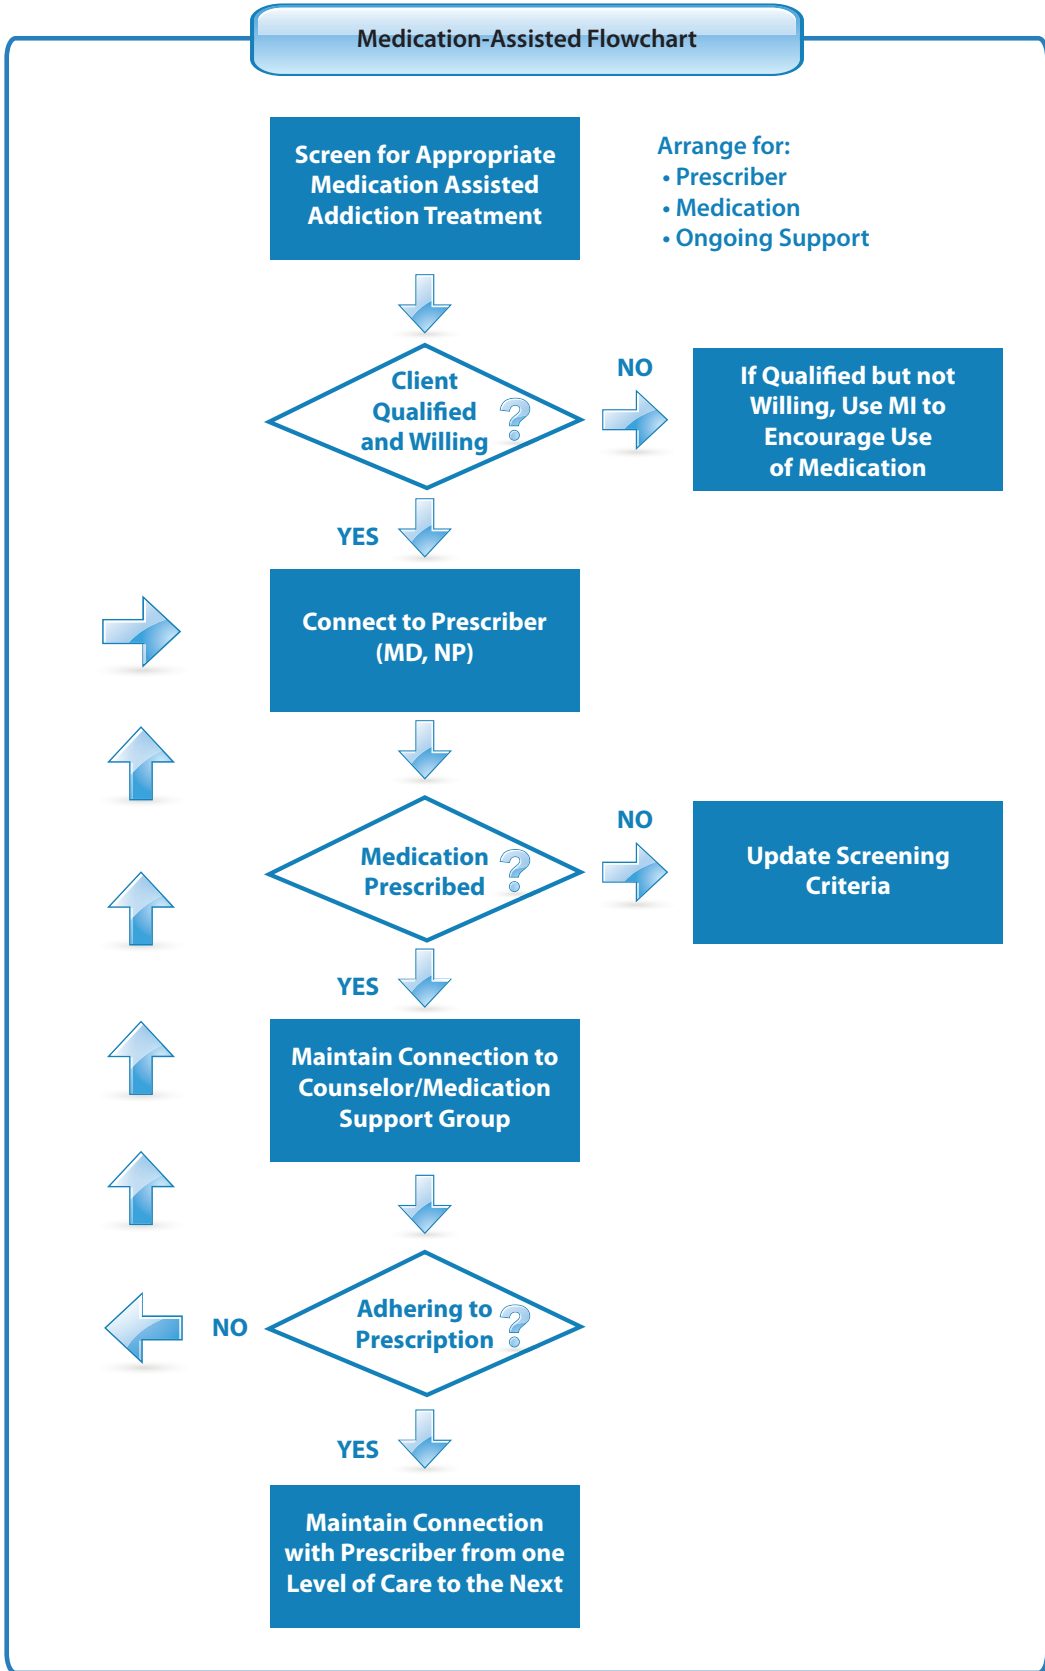 Medication-Assisted Flowchart
Screen for Appropriate
Medication Assisted
Addiction Treatment
Arrange for:
• Prescriber
• Medication
• Ongoing Support
Client
Qualified
and Willing
?
NO
If Qualified but not
Willing, Use MI to
Encourage Use
of Medication
YES
Connect to Prescriber
(MD, NP)
Medication
Prescribed
?
NO
Update Screening
Criteria
YES
Maintain Connection to
Counselor/Medication
Support Group
Adhering to
Prescription
?
NO
YES
Maintain Connection
with Prescriber from one
Level of Care to the Next